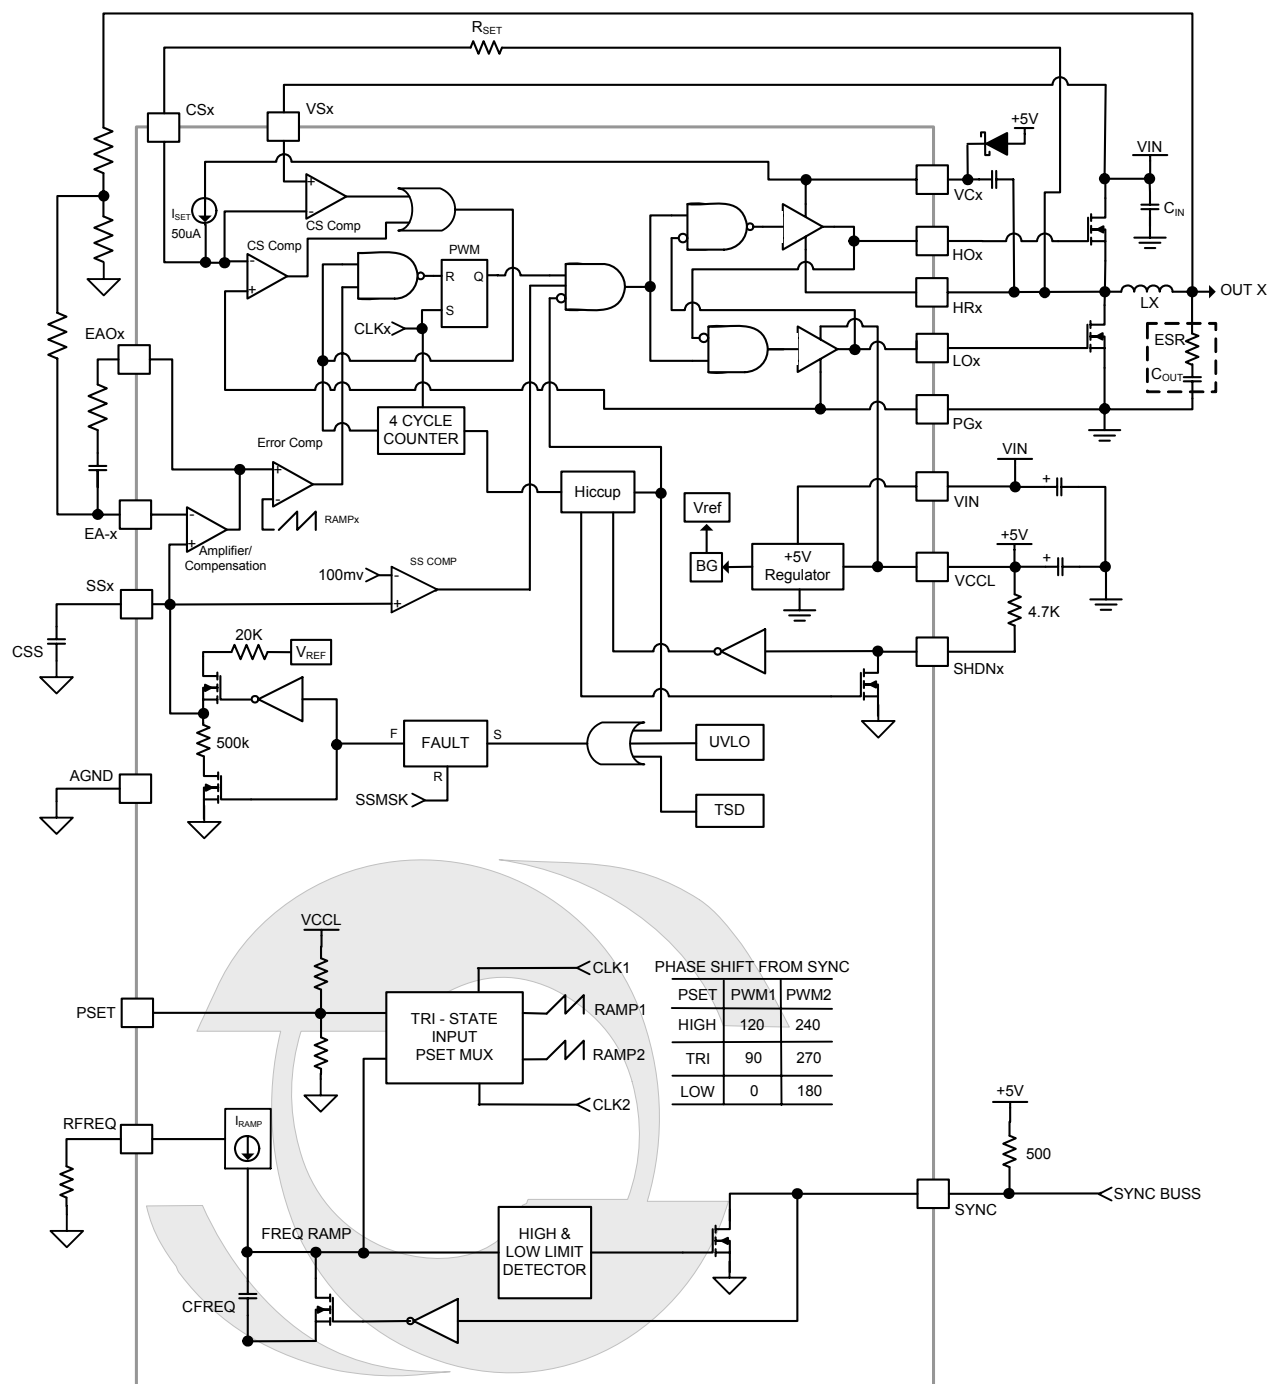 RSET
CSx
VSx
+5V
VIN
VCx
CIN
ISET
50uA
CS Comp
CS Comp
PWM
R
Q
S
CLKx
HOx
HRx
LX
OUT X
EAOx
LOx
ESR
COUT
PGx
4 CYCLE
COUNTER
Error Comp
RAMPx
EA-x
Amplifier/
Compensation
Hiccup
Vref
BG
+5V
Regulator
VIN
VIN
+
+5V
+
VCCL
100mv
SS COMP
SSx
CSS
4.7K
SHDNx
20K
VREF
500k
F
FAULT
S
R
SSMSK
UVLO
TSD
AGND
VCCL
PSET
TRI - STATE
INPUT
PSET MUX
CLK1
RAMP1
RAMP2
CLK2
PHASE SHIFT FROM SYNC
PSET PWM1 PWM2
HIGH 120 240
TRI 90 270
LOW 0 180
RFREQ
IRAMP
FREQ RAMP
CFREQ
HIGH &
LOW LIMIT
DETECTOR
+5V
500
SYNC
SYNC BUSS